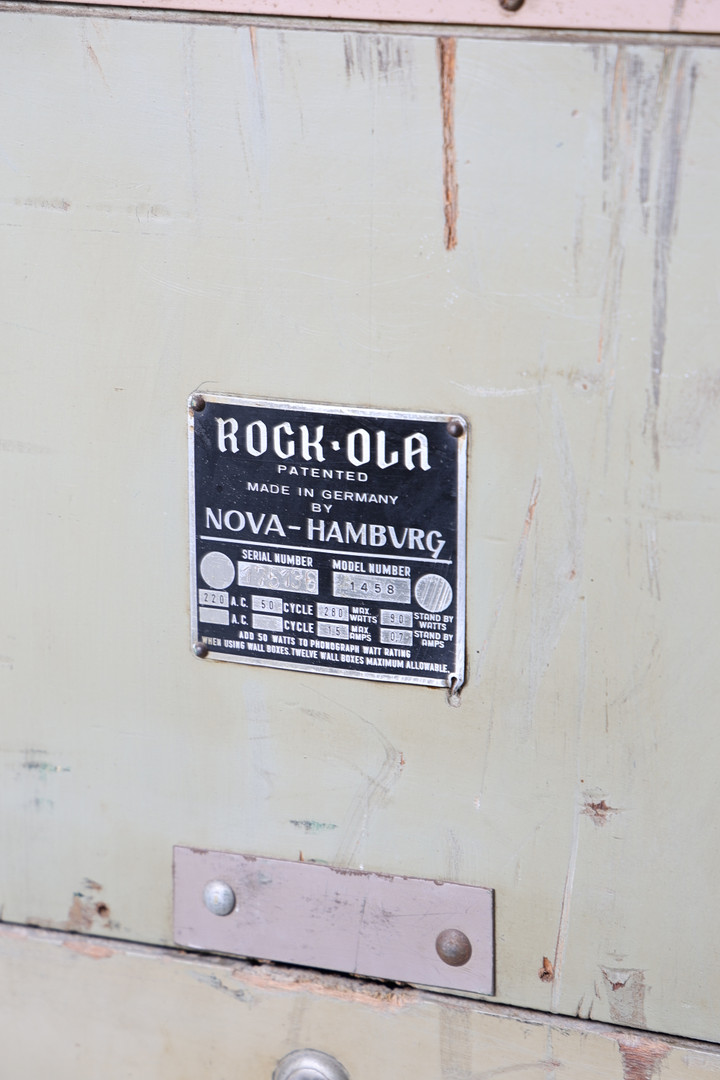 ROCK·OLA
PATENTED
MADE IN GERMANY
BY
NOVA-HAMBVRG
SERIAL NUMBER MODEL NUMBER
1458
220 A.C. 50 CYCLE 280 MAX. WATTS 90 STAND BY WATTS
A.C. CYCLE 1,5 MAX AMPS 0,7 STAND BY AMPS
ADD 50 WATTS TO PHONOGRAPH WATT RATING
WHEN USING WALL BOXES. TWELVE WALL BOXES MAXIMUM ALLOWABLE.